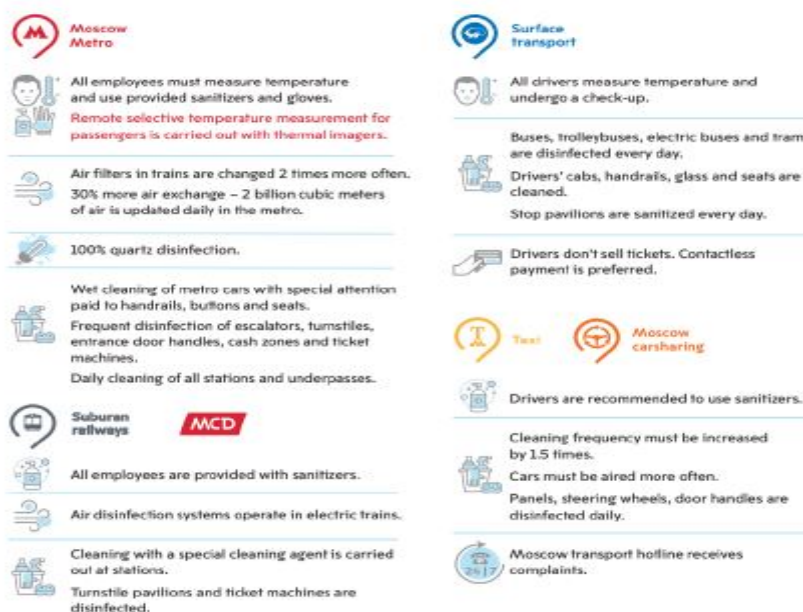 Moscow
Metro
All employees must measure temperature
and use provided sanitizers and gloves.
Remote selective temperature measurement for
passengers is carried out with thermal imagers.
Air filters in trains are changed 2 times more often.
30% more air exchange – 2 billion cubic meters
of air is updated daily in the metro.
100% quartz disinfection.
Wet cleaning of metro cars with special attention
paid to handrails, buttons and seats.
Frequent disinfection of escalators, turnstiles,
entrance door handles, cash zones and ticket
machines.
Daily cleaning of all stations and underpasses.
Suburan
railways
MCD
All employees are provided with sanitizers.
Air disinfection systems operate in electric trains.
Cleaning with a special cleaning agent is carried
out at stations.
Turnstile pavilions and ticket machines are
disinfected.
Surface
transport
All drivers measure temperature and
undergo a check-up.
Buses, trolleybuses, electric buses and tram
are disinfected every day.
Drivers' cabs, handrails, glass and seats are
cleaned.
Stop pavilions are sanitized every day.
Drivers don't sell tickets. Contactless
payment is preferred.
Taxi
Moscow
carsharing
Drivers are recommended to use sanitizers.
Cleaning frequency must be increased
by 1.5 times.
Cars must be aired more often.
Panels, steering wheels, door handles are
disinfected daily.
Moscow transport hotline receives
complaints.